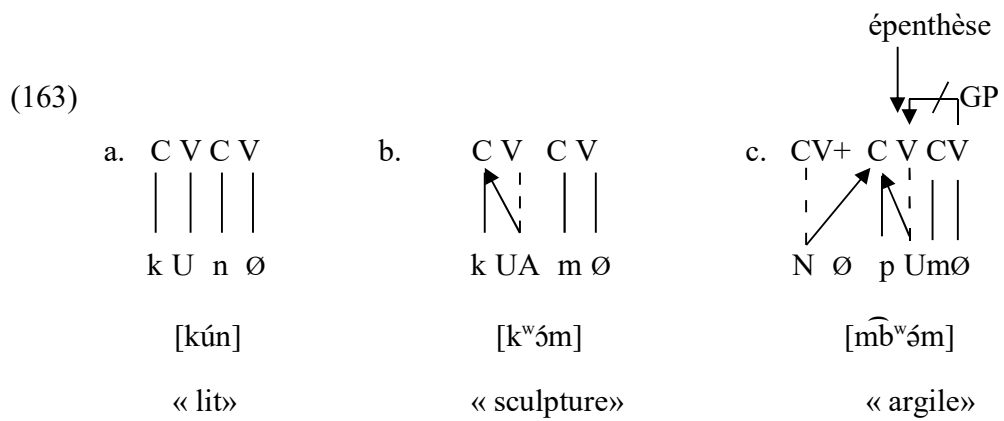 épenthèse
(163) GP
a. C V C V b. C V C V c. CV+ C V CV
k U n Ø k UA m Ø N Ø p UmØ
[kún] [kʷɔ́m] [m͡bʷə́m]
« lit» « sculpture» « argile»